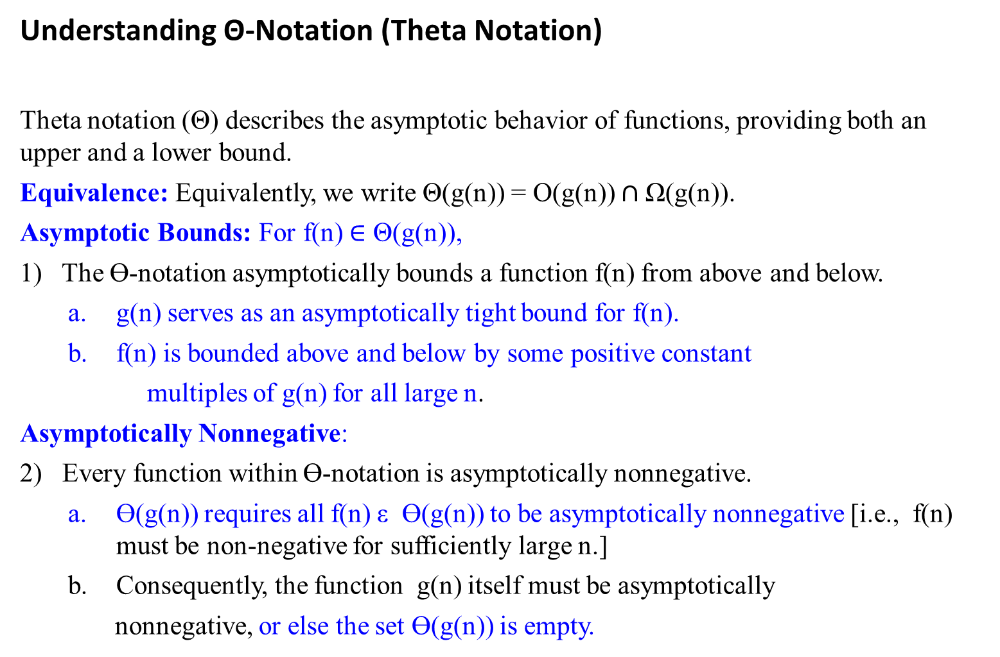 Understanding Θ-Notation (Theta Notation)
Theta notation (Θ) describes the asymptotic behavior of functions, providing both an
upper and a lower bound.
Equivalence: Equivalently, we write Θ(g(n)) = O(g(n)) ∩ Ω(g(n)).
Asymptotic Bounds: For f(n) ∈ Θ(g(n)),
1) The Ө-notation asymptotically bounds a function f(n) from above and below.
a. g(n) serves as an asymptotically tight bound for f(n).
b. f(n) is bounded above and below by some positive constant
multiples of g(n) for all large n.
Asymptotically Nonnegative:
2) Every function within Ө-notation is asymptotically nonnegative.
a. Ө(g(n)) requires all f(n) ε Ө(g(n)) to be asymptotically nonnegative [i.e., f(n)
must be non-negative for sufficiently large n.]
b. Consequently, the function g(n) itself must be asymptotically
nonnegative, or else the set Ө(g(n)) is empty.